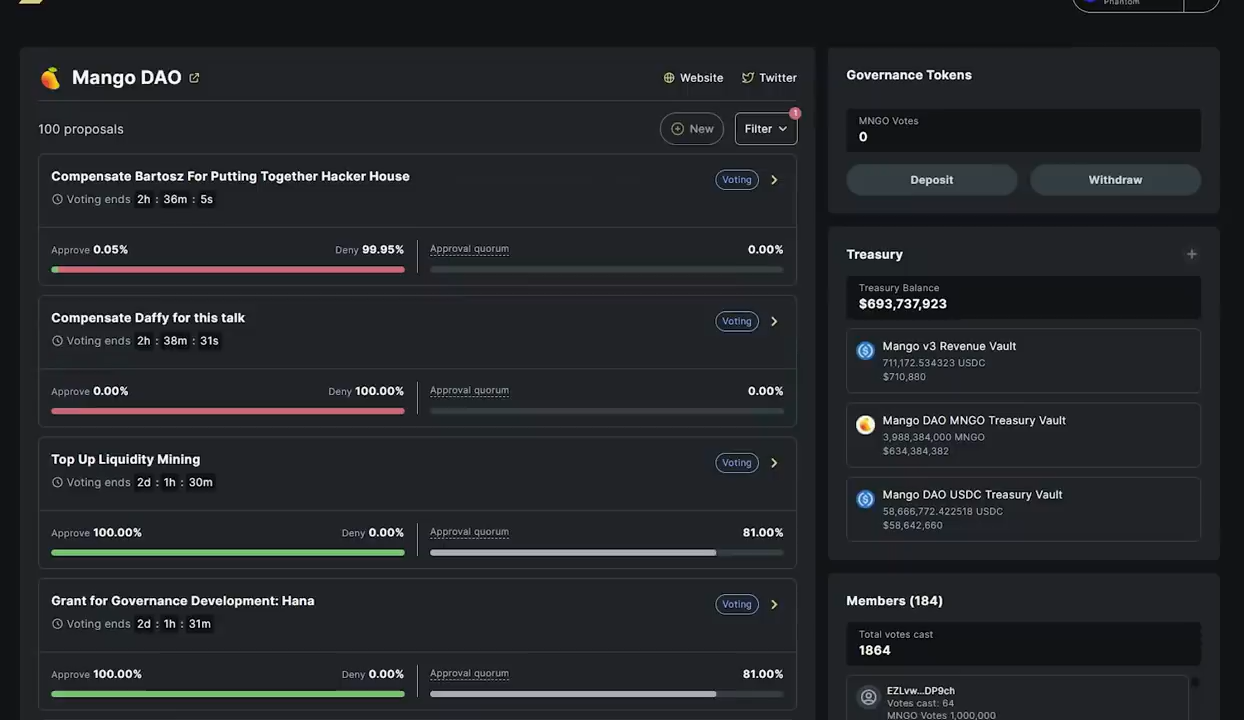 Phantom
Mango DAO
Website
Twitter
100 proposals
New
Filter
1
Compensate Bartosz For Putting Together Hacker House
Voting
Voting ends 2h : 36m : 5s
Approve 0.05%
Deny 99.95%
Approval quorum
0.00%
Compensate Daffy for this talk
Voting
Voting ends 2h : 38m : 31s
Approve 0.00%
Deny 100.00%
Approval quorum
0.00%
Top Up Liquidity Mining
Voting
Voting ends 2d : 1h : 30m
Approve 100.00%
Deny 0.00%
Approval quorum
81.00%
Grant for Governance Development: Hana
Voting
Voting ends 2d : 1h : 31m
Approve 100.00%
Deny 0.00%
Approval quorum
81.00%
Governance Tokens
MNGO Votes
0
Deposit
Withdraw
Treasury
Treasury Balance
$693,737,923
Mango v3 Revenue Vault
711,172.534323 USDC
$710,880
Mango DAO MNGO Treasury Vault
3,988,384,000 MNGO
$634,384,382
Mango DAO USDC Treasury Vault
58,666,772.422518 USDC
$58,642,660
Members (184)
Total votes cast
1864
EZLvw...DP9ch
Votes cast: 64
MNGO Votes 1,000,000